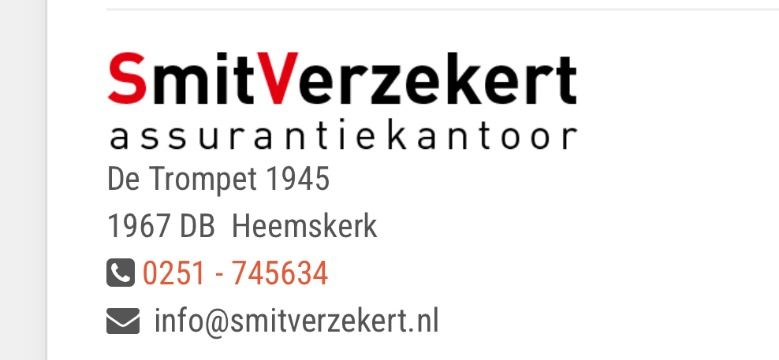 SmitVerzekert
assurantiekantoor
De Trompet 1945
1967 DB Heemskerk
0251 - 745634
info@smitverzekert.nl